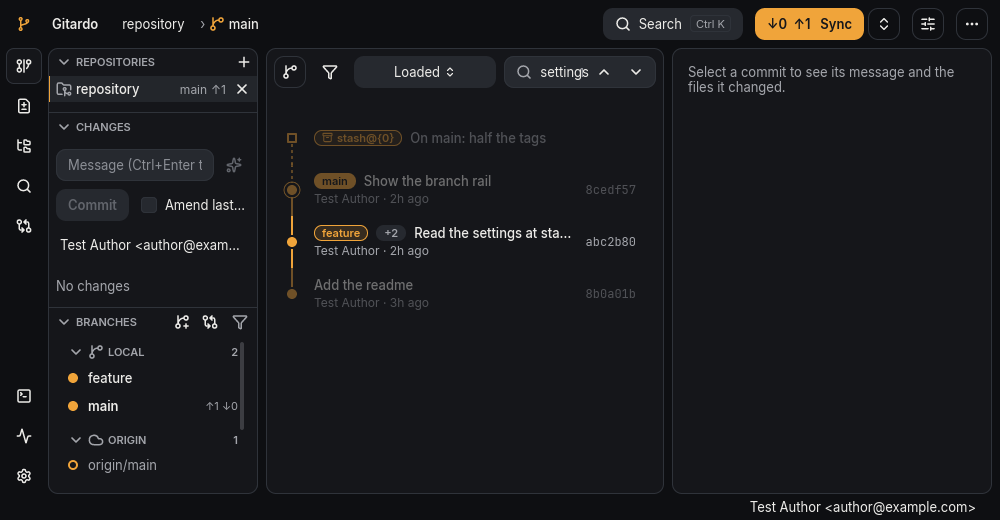 Gitardo
repository
main
Search
Ctrl K
↓0 ↑1 Sync
REPOSITORIES
repository
main ↑1
CHANGES
Message (Ctrl+Enter t
Commit
Amend last...
Test Author <author@exam...
No changes
BRANCHES
LOCAL
2
feature
main
↑1 ↓0
ORIGIN
1
origin/main
Loaded
settings
stash@{0}
On main: half the tags
main
Show the branch rail
Test Author · 2h ago
8cedf57
feature
+2
Read the settings at sta...
Test Author · 2h ago
abc2b80
Add the readme
Test Author · 3h ago
8b0a01b
Select a commit to see its message and the
files it changed.
Test Author <author@example.com>